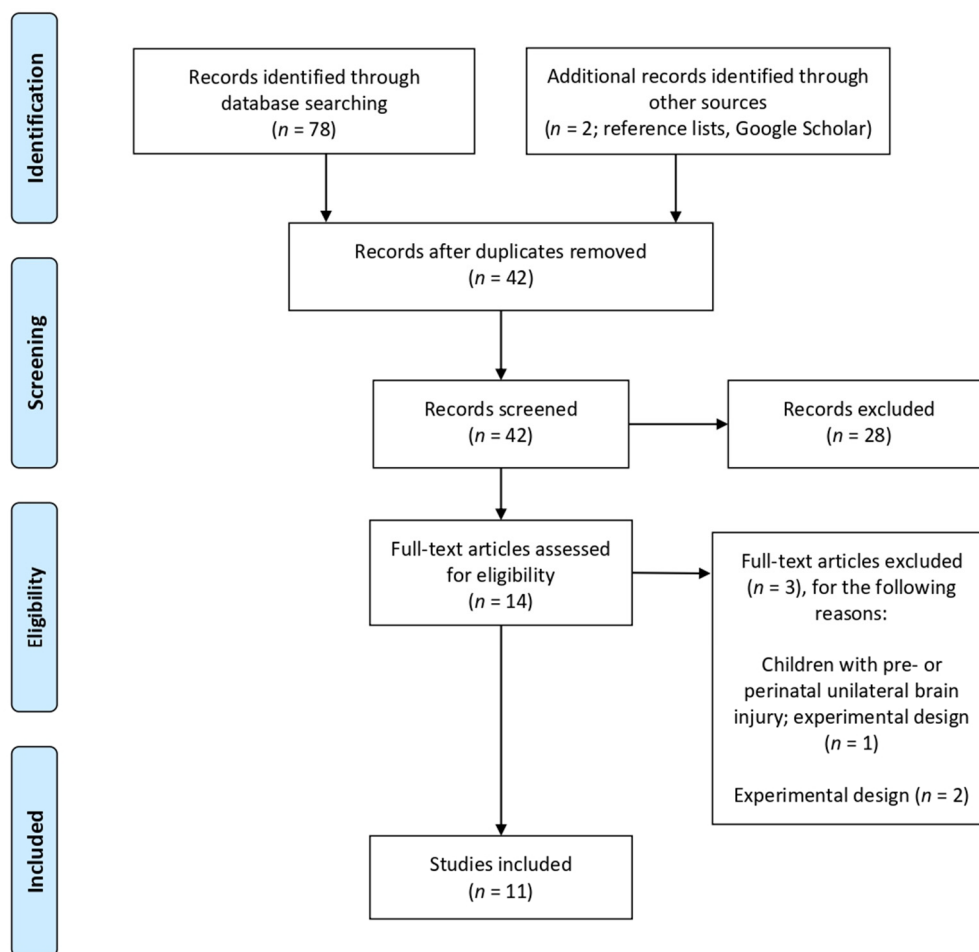 Identification
Records identified through
database searching
(n = 78)
Additional records identified through
other sources
(n = 2; reference lists, Google Scholar)
Records after duplicates removed
(n = 42)
Screening
Records screened
(n = 42)
Records excluded
(n = 28)
Eligibility
Full-text articles assessed
for eligibility
(n = 14)
Full-text articles excluded
(n = 3), for the following
reasons:
Children with pre- or
perinatal unilateral brain
injury; experimental design
(n = 1)
Experimental design (n = 2)
Included
Studies included
(n = 11)